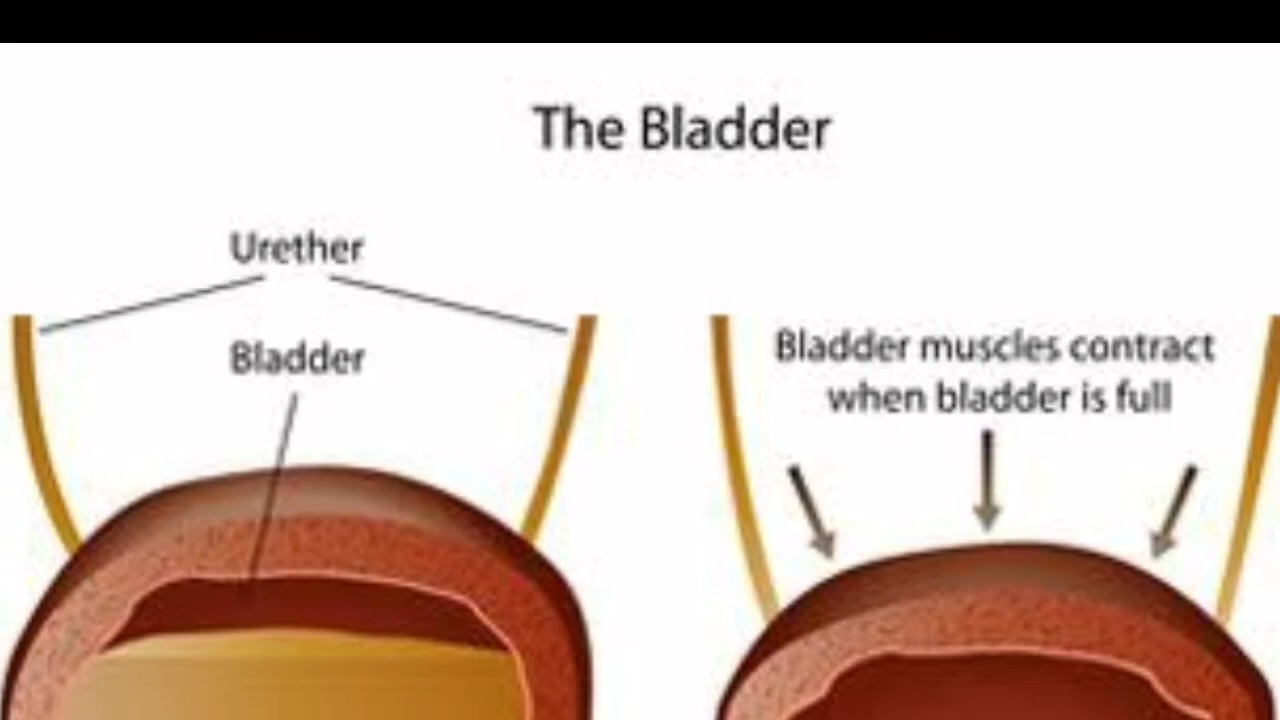 The Bladder
Urether
Bladder
Bladder muscles contract
when bladder is full